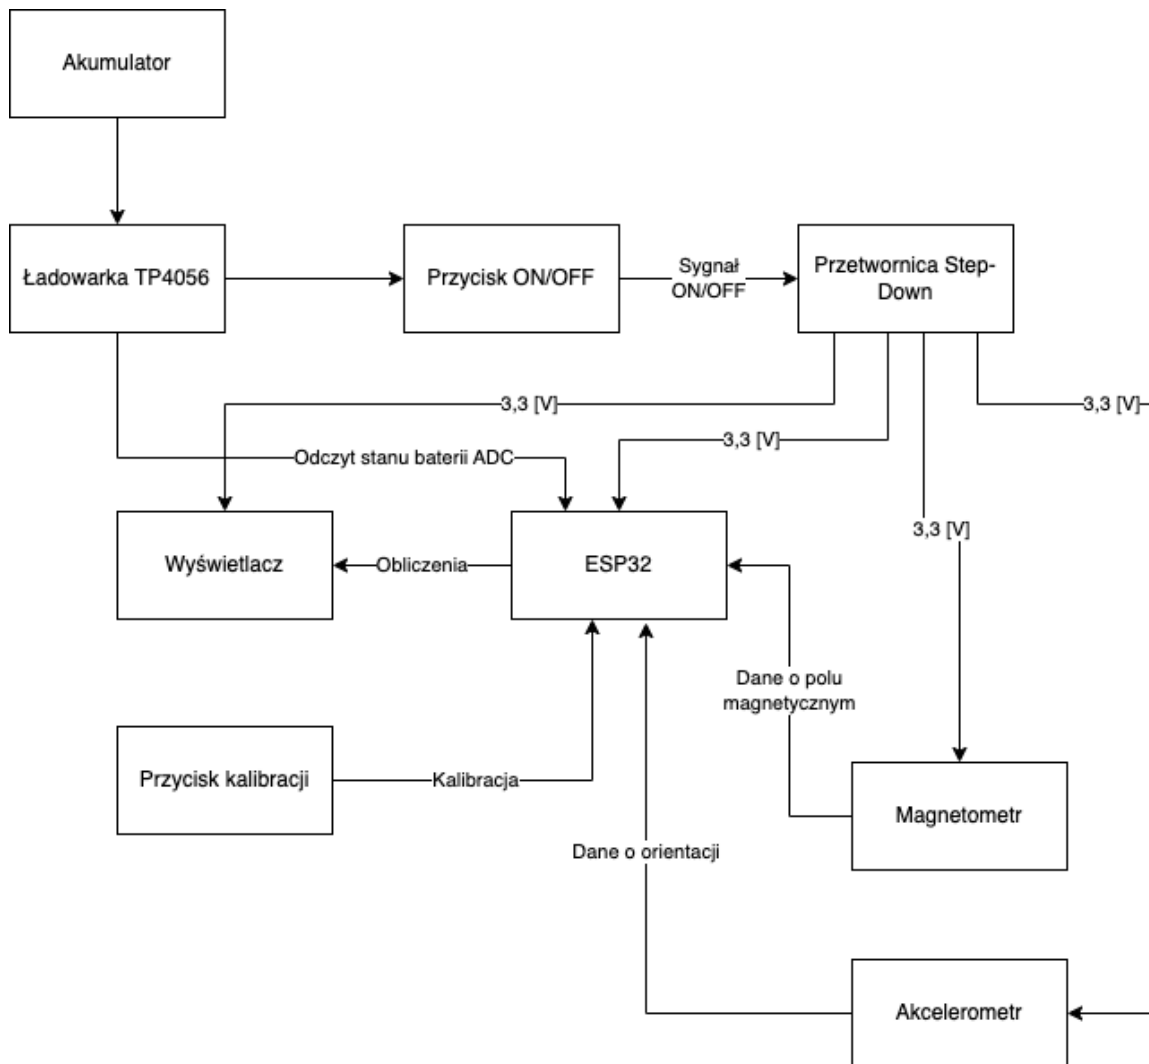 Akumulator
Ładowarka TP4056
Przycisk ON/OFF
Sygnał
ON/OFF
Przetwornica Step-
Down
3,3 [V]
3,3 [V]
3,3 [V]
Odczyt stanu baterii ADC
3,3 [V]
Wyświetlacz
Obliczenia
ESP32
Dane o polu
magnetycznym
Przycisk kalibracji
Kalibracja
Magnetometr
Dane o orientacji
Akcelerometr